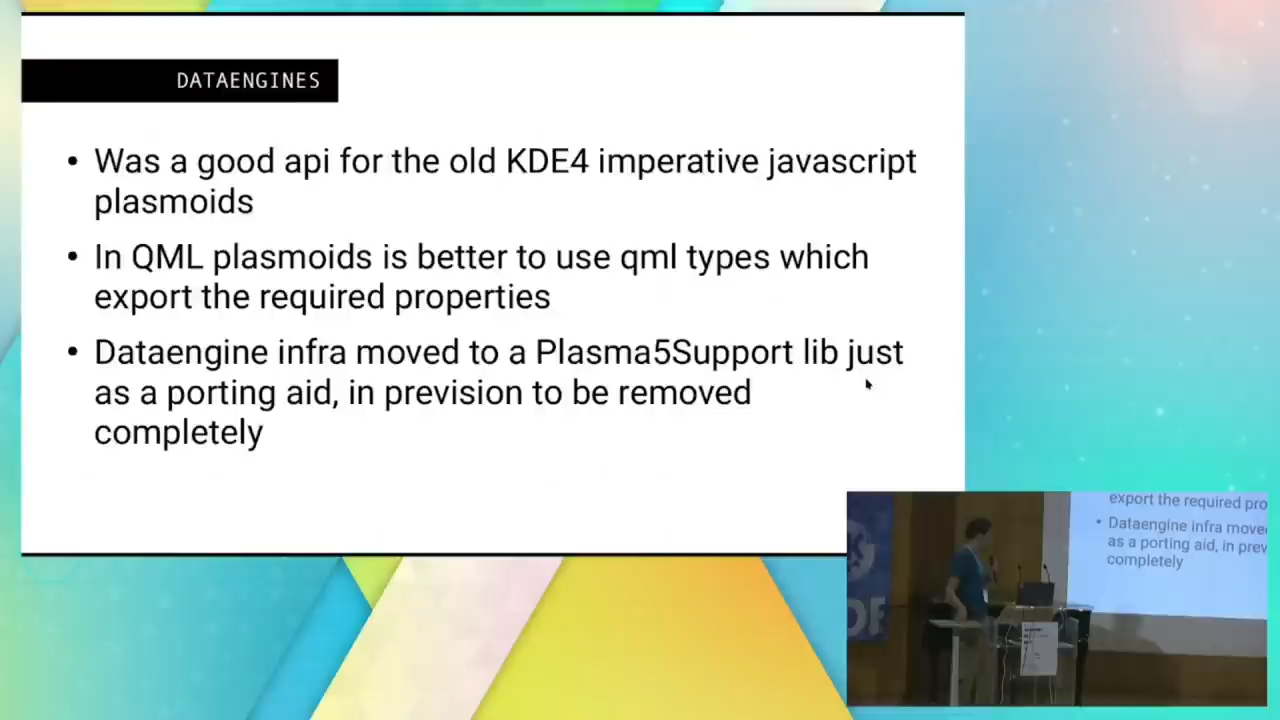 DATAENGINES
• Was a good api for the old KDE4 imperative javascript
plasmoids
• In QML plasmoids is better to use qml types which
export the required properties
• Dataengine infra moved to a Plasma5Support lib just
as a porting aid, in prevision to be removed
completely
export the required pro
• Dataengine infra move
as a porting aid, in prev
completely